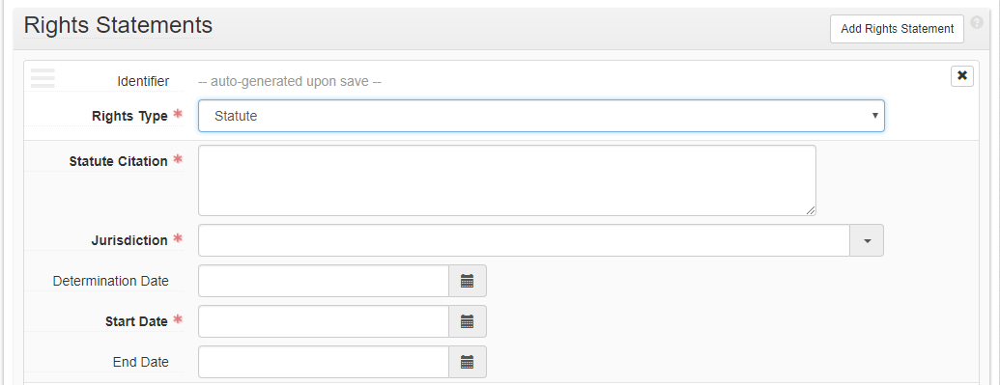 Rights Statements
Add Rights Statement
Identifier -- auto-generated upon save --
Rights Type * Statute
Statute Citation *
Jurisdiction *
Determination Date
Start Date *
End Date